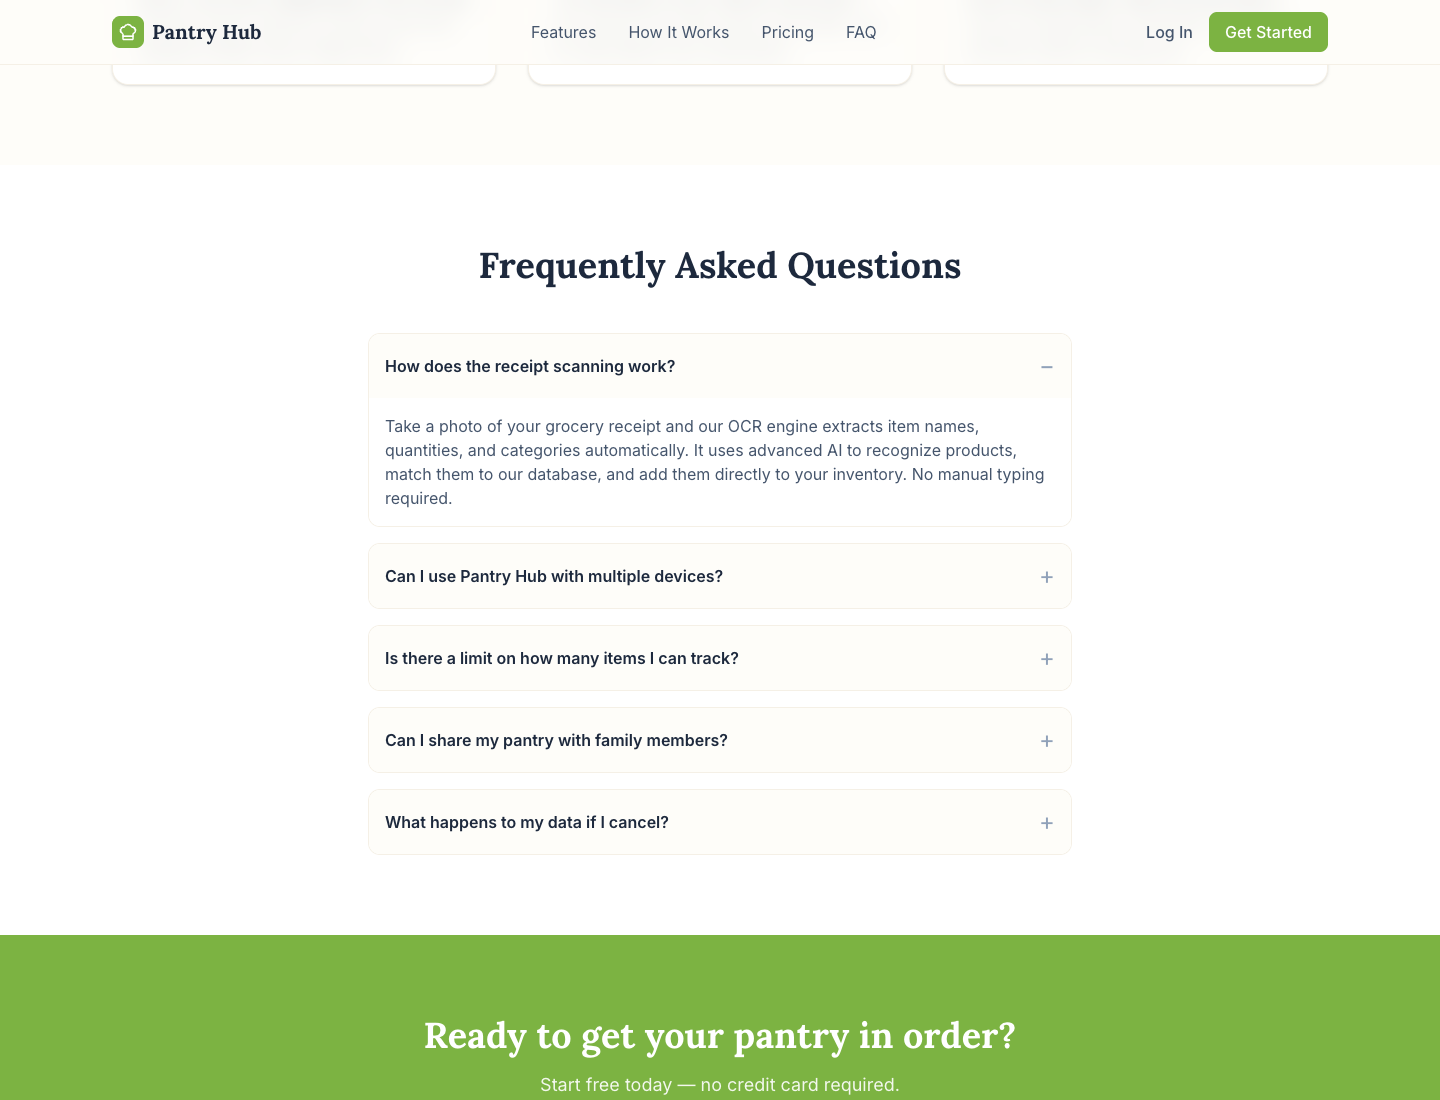 Pantry Hub
Features
How It Works
Pricing
FAQ
Log In
Get Started
Frequently Asked Questions
How does the receipt scanning work?
Take a photo of your grocery receipt and our OCR engine extracts item names,
quantities, and categories automatically. It uses advanced AI to recognize products,
match them to our database, and add them directly to your inventory. No manual typing
required.
Can I use Pantry Hub with multiple devices?
Is there a limit on how many items I can track?
Can I share my pantry with family members?
What happens to my data if I cancel?
Ready to get your pantry in order?
Start free today — no credit card required.